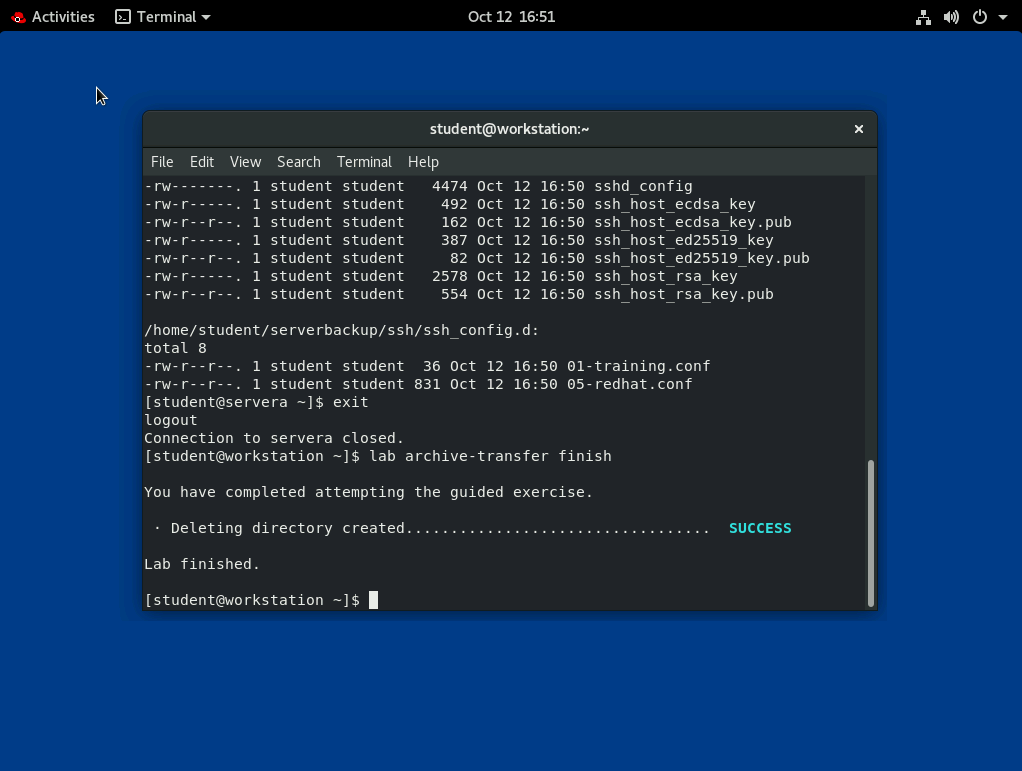 Activities Terminal Oct 12 16:51
student@workstation:~ ×
File Edit View Search Terminal Help
-rw-------. 1 student student   4474 Oct 12 16:50 sshd_config
-rw-r-----. 1 student student    492 Oct 12 16:50 ssh_host_ecdsa_key
-rw-r--r--. 1 student student    162 Oct 12 16:50 ssh_host_ecdsa_key.pub
-rw-r-----. 1 student student    387 Oct 12 16:50 ssh_host_ed25519_key
-rw-r--r--. 1 student student     82 Oct 12 16:50 ssh_host_ed25519_key.pub
-rw-r-----. 1 student student   2578 Oct 12 16:50 ssh_host_rsa_key
-rw-r--r--. 1 student student    554 Oct 12 16:50 ssh_host_rsa_key.pub
/home/student/serverbackup/ssh/ssh_config.d:
total 8
-rw-r--r--. 1 student student  36 Oct 12 16:50 01-training.conf
-rw-r--r--. 1 student student 831 Oct 12 16:50 05-redhat.conf
[student@servera ~]$ exit
logout
Connection to servera closed.
[student@workstation ~]$ lab archive-transfer finish
You have completed attempting the guided exercise.
· Deleting directory created..................................  SUCCESS
Lab finished.
[student@workstation ~]$